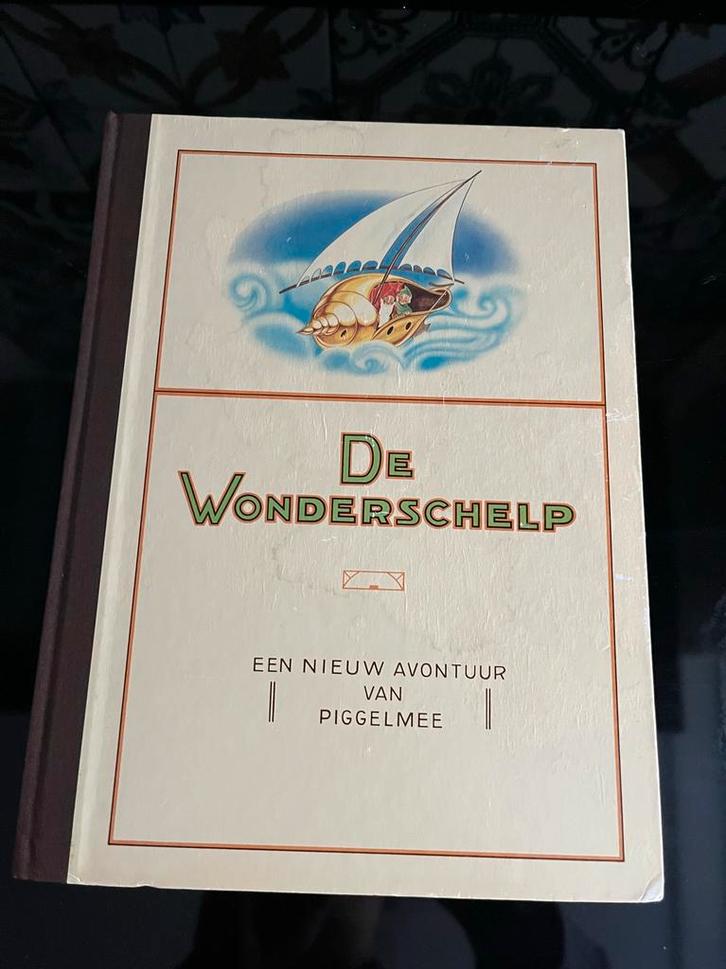 DE
WONDERSCHELP
EEN NIEUW AVONTUUR
VAN
PIGGELMEE